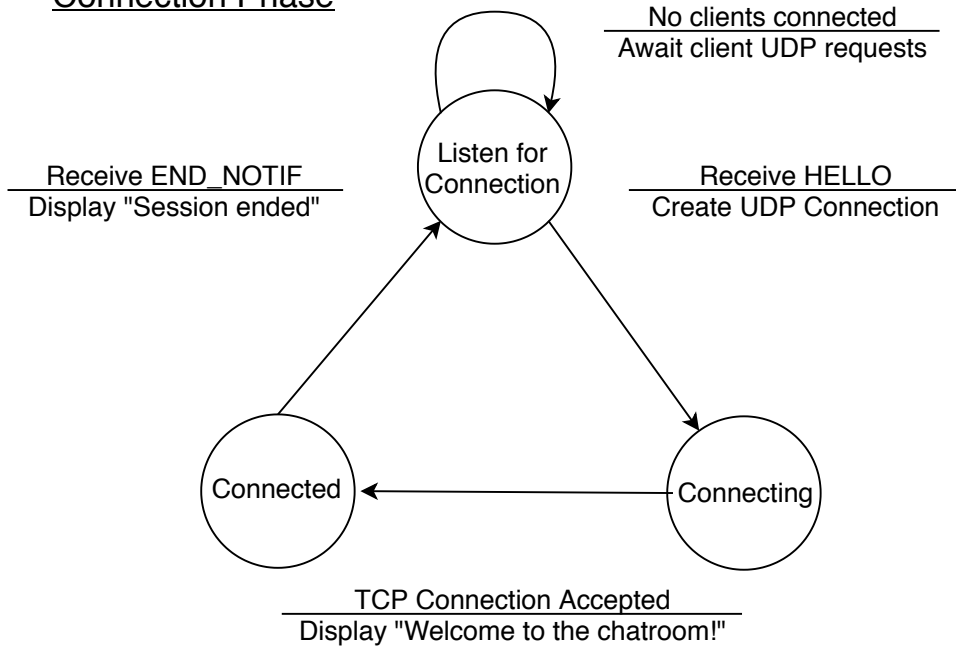 Connection Phase
No clients connected
Await client UDP requests
Listen for
Connection
Receive END_NOTIF
Display "Session ended"
Receive HELLO
Create UDP Connection
Connected
Connecting
TCP Connection Accepted
Display "Welcome to the chatroom!"